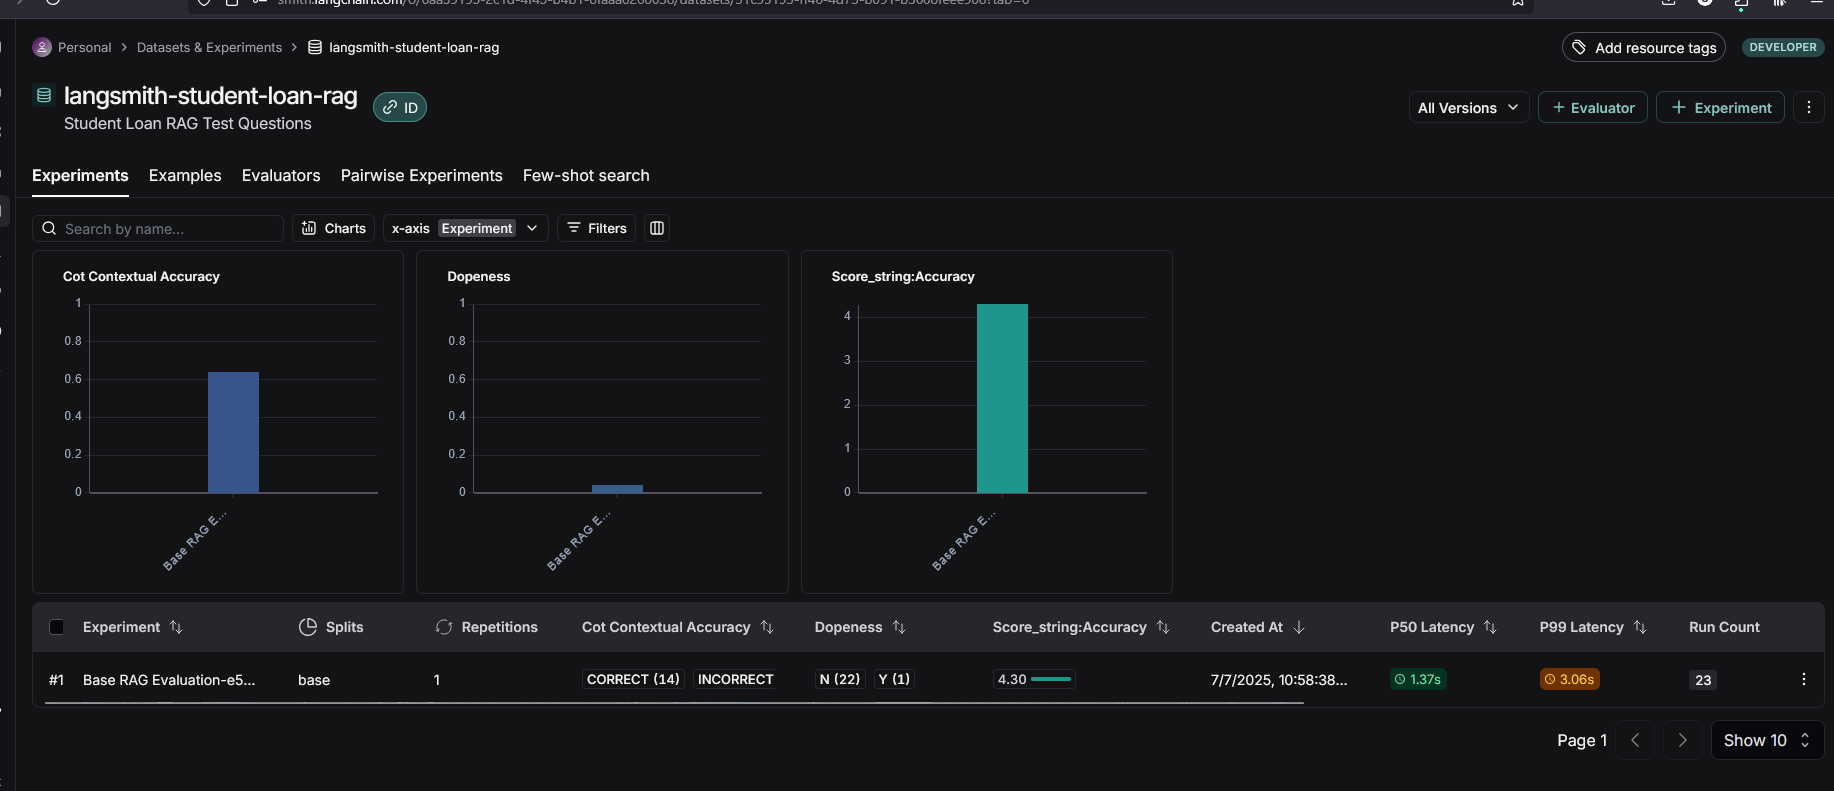 Personal > Datasets & Experiments > langsmith-student-loan-rag
Add resource tags
DEVELOPER
langsmith-student-loan-rag
ID
Student Loan RAG Test Questions
All Versions
+ Evaluator
+ Experiment
Experiments Examples Evaluators Pairwise Experiments Few-shot search
Search by name...
Charts
x-axis Experiment
Filters
Cot Contextual Accuracy
1
0.8
0.6
0.4
0.2
0
Base RAG E...
Dopeness
1
0.8
0.6
0.4
0.2
0
Base RAG E...
Score_string:Accuracy
4
3
2
1
0
Base RAG E...
Experiment Splits Repetitions Cot Contextual Accuracy Dopeness Score_string:Accuracy Created At P50 Latency P99 Latency Run Count
#1 Base RAG Evaluation-e5... base 1 CORRECT (14) INCORRECT N (22) Y (1) 4.30 7/7/2025, 10:58:38... 1.37s 3.06s 23
Page 1
Show 10